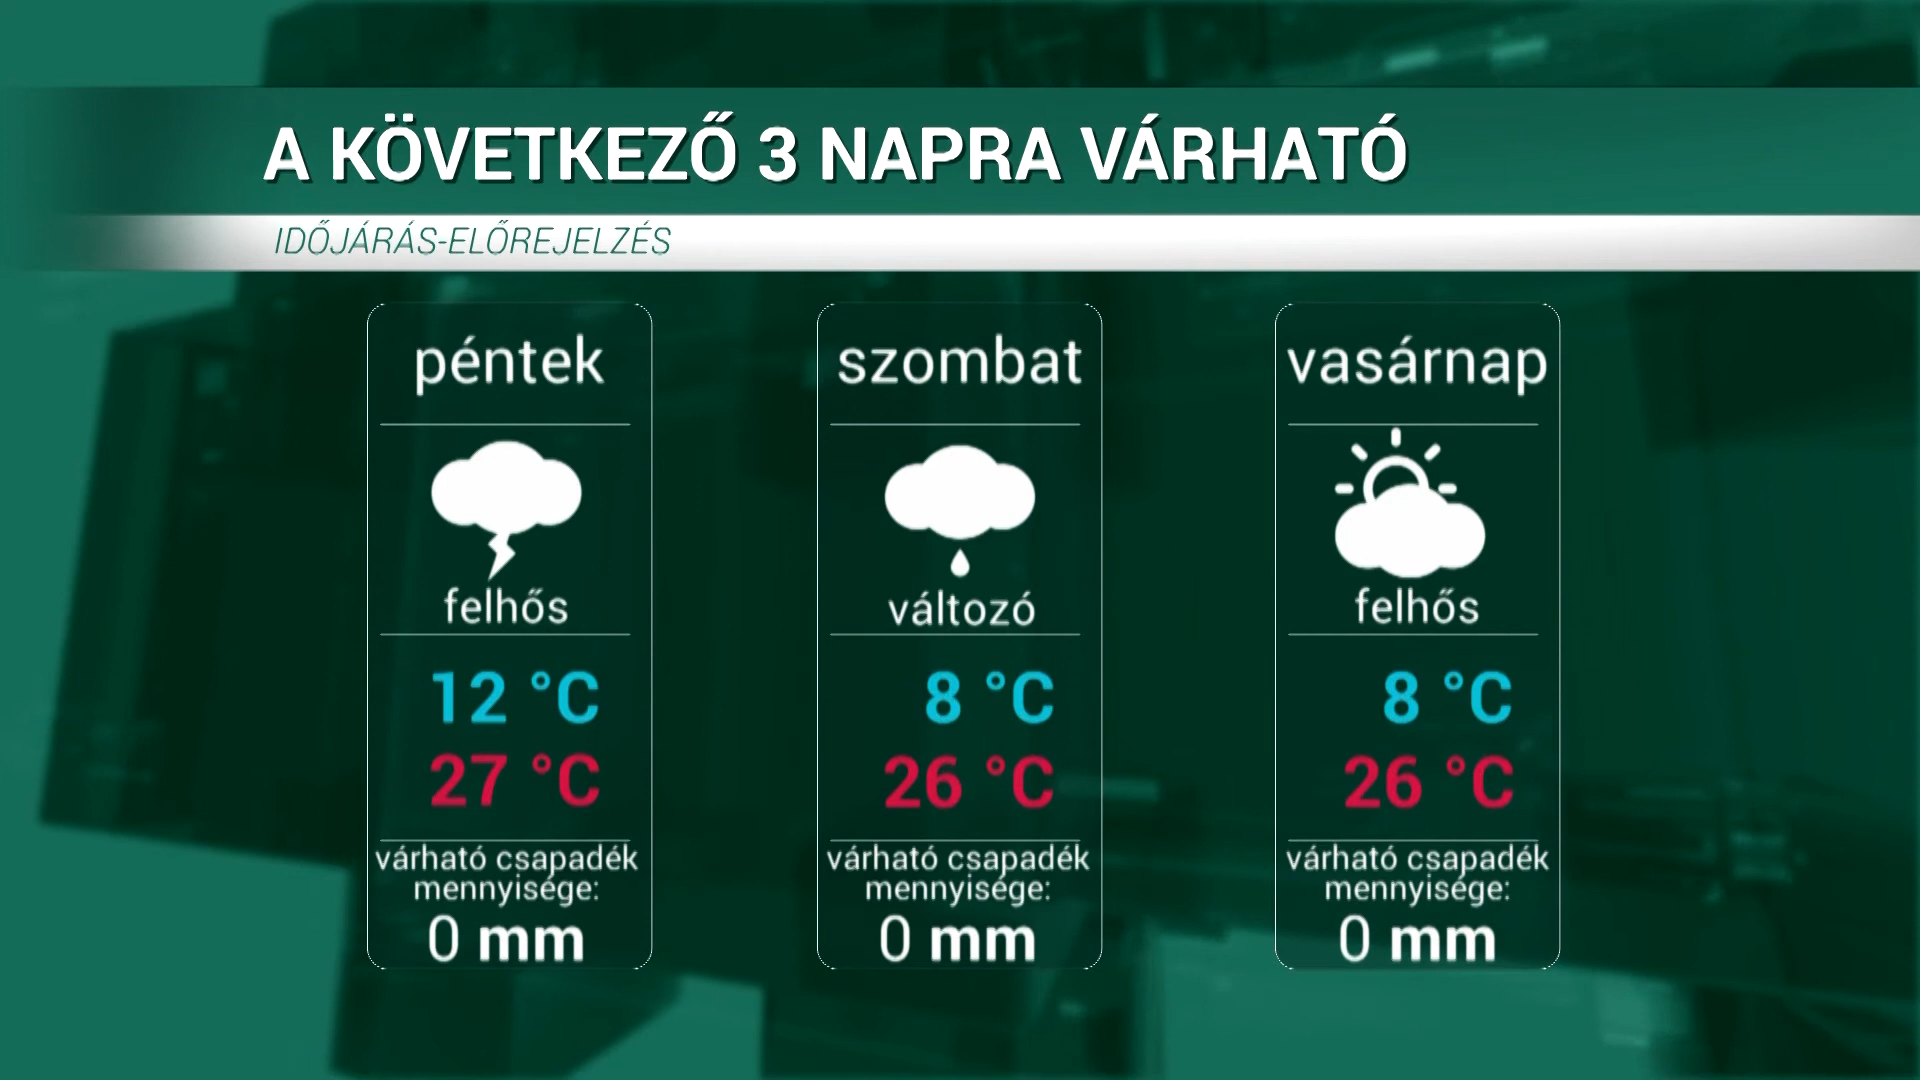 A KÖVETKEZŐ 3 NAPRA VÁRHATÓ
IDŐJÁRÁS-ELŐREJELZÉS
péntek
felhős
12 °C
27 °C
várható csapadék
mennyisége:
0 mm
szombat
változó
8 °C
26 °C
várható csapadék
mennyisége:
0 mm
vasárnap
felhős
8 °C
26 °C
várható csapadék
mennyisége:
0 mm